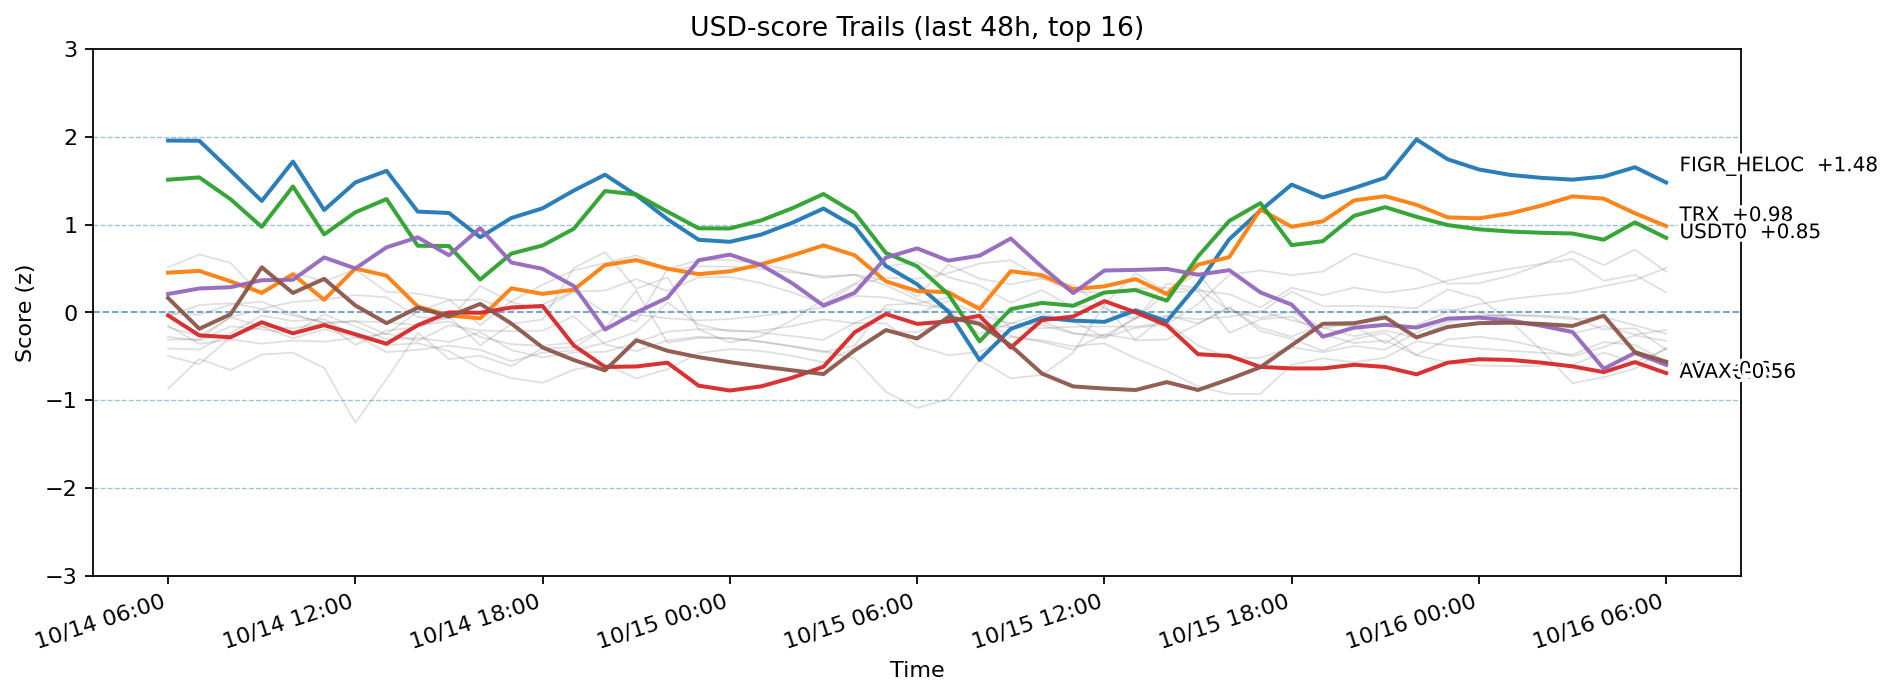 USD-score Trails (last 48h, top 16)
Score (z)
3
2
1
0
−1
−2
−3
FIGR_HELOC +1.48
TRX +0.98
USDT0 +0.85
AVAX -0.56
10/14 06:00
10/14 12:00
10/14 18:00
10/15 00:00
10/15 06:00
10/15 12:00
10/15 18:00
10/16 00:00
10/16 06:00
Time